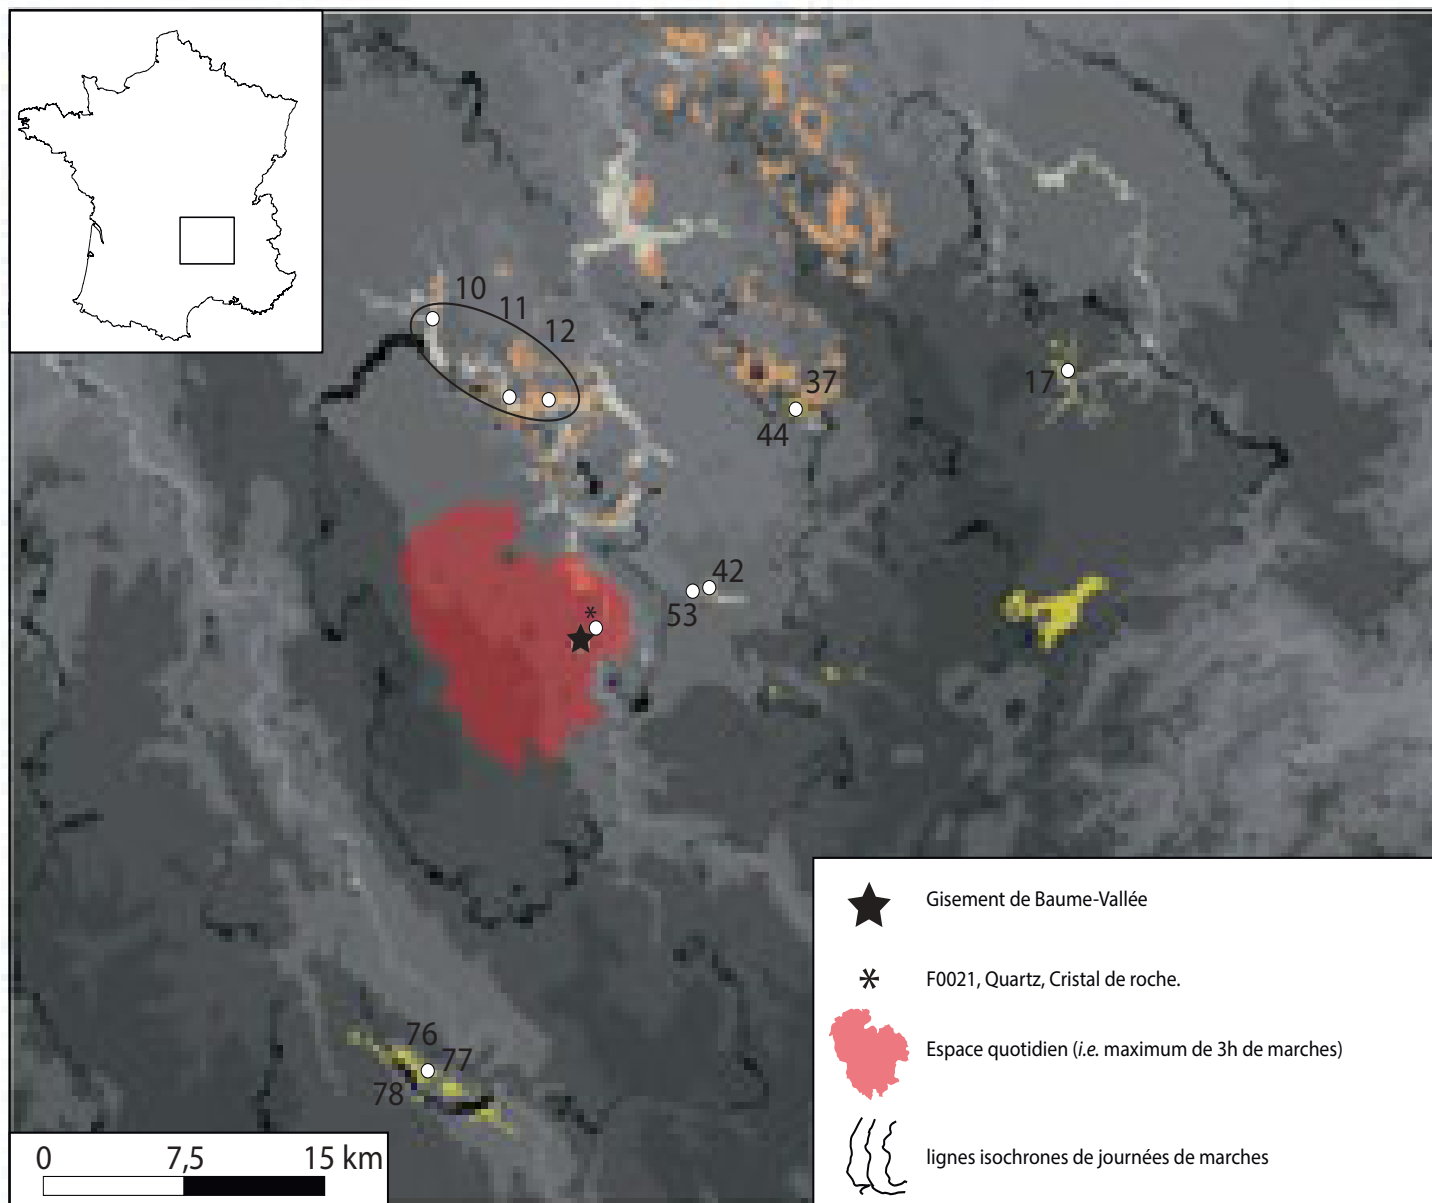 10
11
12
37
17
44
42
53
*
76
77
78
0 7,5 15 km
Gisement de Baume-Vallée
* F0021, Quartz, Cristal de roche.
Espace quotidien (i.e. maximum de 3h de marches)
lignes isochrones de journées de marches